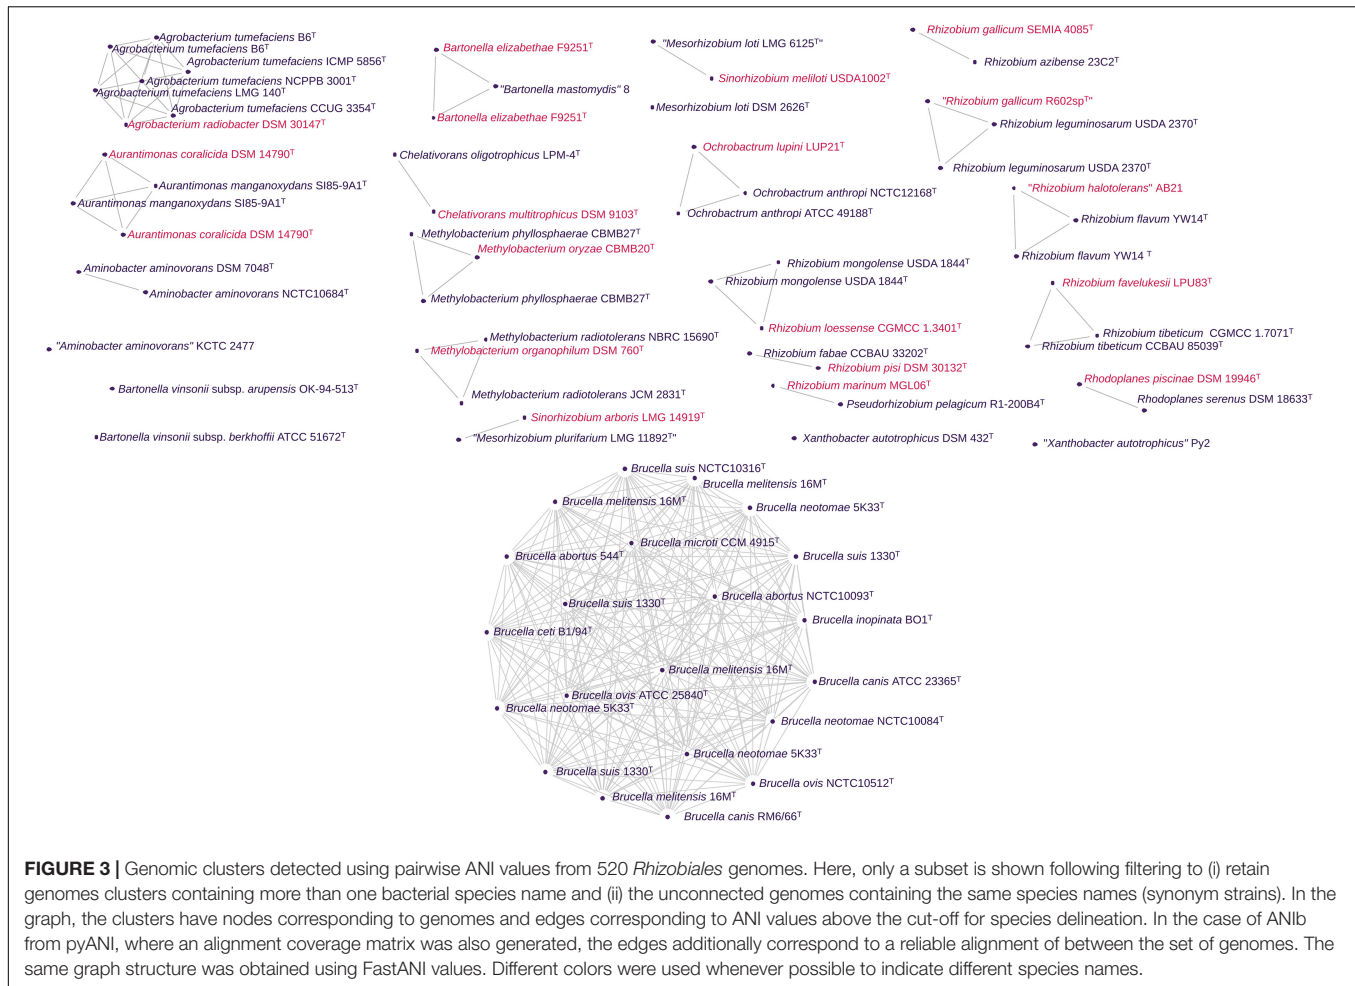 Agrobacterium tumefaciens B6ᵀ
Agrobacterium tumefaciens B6ᵀ
Agrobacterium tumefaciens ICMP 5856ᵀ
Agrobacterium tumefaciens NCPPB 3001ᵀ
Agrobacterium tumefaciens LMG 140ᵀ
Agrobacterium tumefaciens CCUG 3354ᵀ
Agrobacterium radiobacter DSM 30147ᵀ
Aurantimonas coralicida DSM 14790ᵀ
Aurantimonas manganoxydans SI85-9A1ᵀ
Aurantimonas manganoxydans SI85-9A1ᵀ
Aurantimonas coralicida DSM 14790ᵀ
Aminobacter aminovorans DSM 7048ᵀ
Aminobacter aminovorans NCTC10684ᵀ
"Aminobacter aminovorans" KCTC 2477
Bartonella vinsonii subsp. arupensis OK-94-513ᵀ
Bartonella vinsonii subsp. berkhoffii ATCC 51672ᵀ
Bartonella elizabethae F9251ᵀ
"Bartonella mastomydis" 8
Bartonella elizabethae F9251ᵀ
Chelativorans oligotrophicus LPM-4ᵀ
Chelativorans multitrophicus DSM 9103ᵀ
Methylobacterium phyllosphaerae CBMB27ᵀ
Methylobacterium oryzae CBMB20ᵀ
Methylobacterium phyllosphaerae CBMB27ᵀ
Methylobacterium radiotolerans NBRC 15690ᵀ
Methylobacterium organophilum DSM 760ᵀ
Methylobacterium radiotolerans JCM 2831ᵀ
Sinorhizobium arboris LMG 14919ᵀ
"Mesorhizobium plurifarium LMG 11892ᵀ"
"Mesorhizobium loti LMG 6125ᵀ"
Sinorhizobium meliloti USDA1002ᵀ
Mesorhizobium loti DSM 2626ᵀ
Ochrobactrum lupini LUP21ᵀ
Ochrobactrum anthropi NCTC12168ᵀ
Ochrobactrum anthropi ATCC 49188ᵀ
Rhizobium mongolense USDA 1844ᵀ
Rhizobium mongolense USDA 1844ᵀ
Rhizobium loessense CGMCC 1.3401ᵀ
Rhizobium fabae CCBAU 33202ᵀ
Rhizobium pisi DSM 30132ᵀ
Rhizobium marinum MGL06ᵀ
Pseudorhizobium pelagicum R1-200B4ᵀ
Xanthobacter autotrophicus DSM 432ᵀ
Rhizobium gallicum SEMIA 4085ᵀ
Rhizobium azibense 23C2ᵀ
"Rhizobium gallicum R602spᵀ"
Rhizobium leguminosarum USDA 2370ᵀ
Rhizobium leguminosarum USDA 2370ᵀ
"Rhizobium halotolerans" AB21
Rhizobium flavum YW14ᵀ
Rhizobium flavum YW14 ᵀ
Rhizobium favelukesii LPU83ᵀ
Rhizobium tibeticum CGMCC 1.7071ᵀ
Rhizobium tibeticum CCBAU 85039ᵀ
Rhodoplanes piscinae DSM 19946ᵀ
Rhodoplanes serenus DSM 18633ᵀ
"Xanthobacter autotrophicus" Py2
Brucella suis NCTC10316ᵀ
Brucella melitensis 16Mᵀ
Brucella melitensis 16Mᵀ
Brucella neotomae 5K33ᵀ
Brucella microti CCM 4915ᵀ
Brucella abortus 544ᵀ
Brucella suis 1330ᵀ
Brucella abortus NCTC10093ᵀ
Brucella suis 1330ᵀ
Brucella inopinata BO1ᵀ
Brucella ceti B1/94ᵀ
Brucella melitensis 16Mᵀ
Brucella canis ATCC 23365ᵀ
Brucella ovis ATCC 25840ᵀ
Brucella neotomae 5K33ᵀ
Brucella neotomae NCTC10084ᵀ
Brucella neotomae 5K33ᵀ
Brucella suis 1330ᵀ
Brucella ovis NCTC10512ᵀ
Brucella melitensis 16Mᵀ
Brucella canis RM6/66ᵀ
FIGURE 3 | Genomic clusters detected using pairwise ANI values from 520 Rhizobiales genomes. Here, only a subset is shown following filtering to (i) retain
genomes clusters containing more than one bacterial species name and (ii) the unconnected genomes containing the same species names (synonym strains). In the
graph, the clusters have nodes corresponding to genomes and edges corresponding to ANI values above the cut-off for species delineation. In the case of ANIb
from pyANI, where an alignment coverage matrix was also generated, the edges additionally correspond to a reliable alignment of between the set of genomes. The
same graph structure was obtained using FastANI values. Different colors were used whenever possible to indicate different species names.